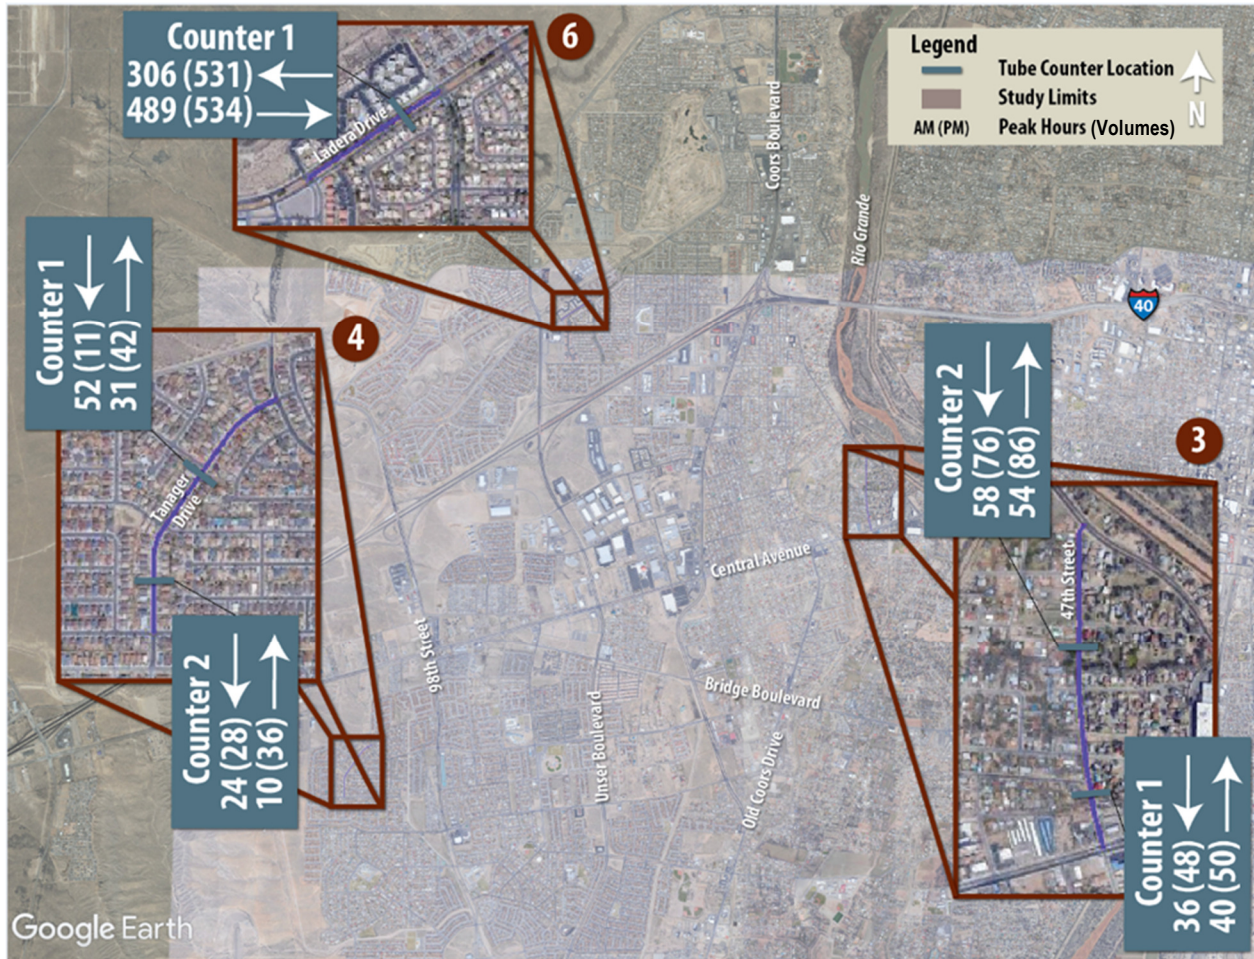 Counter 1
306 (531)
489 (534)
6
Ladera Drive
Legend
Tube Counter Location
Study Limits
AM (PM) Peak Hours (Volumes)
N
Coors Boulevard
Rio Grande
40
Counter 1
52 (11)
31 (42)
4
Tanager
Drive
Counter 2
24 (28)
10 (36)
Counter 2
58 (76)
54 (86)
3
47th Street
Counter 1
36 (48)
40 (50)
Central Avenue
98th Street
Bridge Boulevard
Unser Boulevard
Old Coors Drive
Google Earth